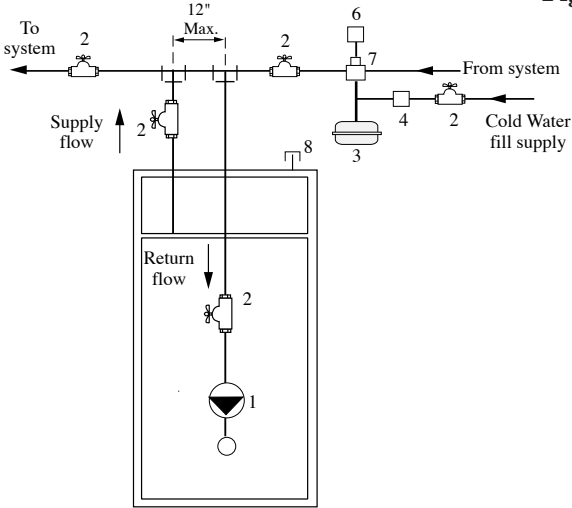 Fig
12"
Max.
To
system
2
2
6
7
From system
Supply
flow
2
3
4
2
Cold Water
fill supply
8
Return
flow
2
1